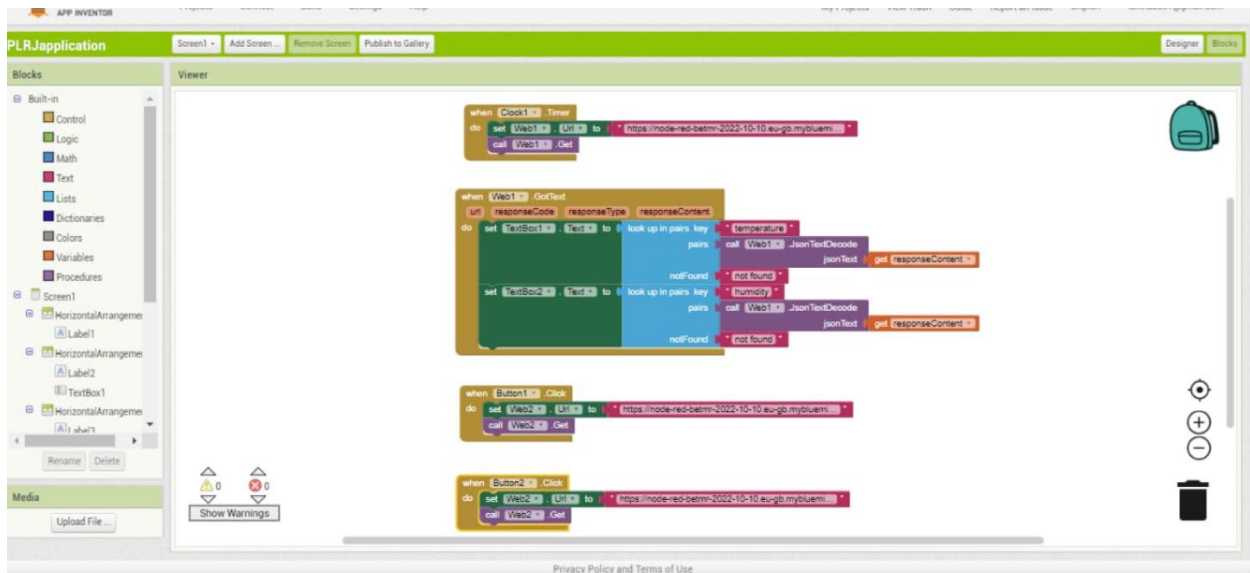 APP INVENTOR
PLRJapplication
Screen1
Add Screen ...
Remove Screen
Publish to Gallery
Designer
Blocks
Blocks
Viewer
Built-in
Control
Logic
Math
Text
Lists
Dictionaries
Colors
Variables
Procedures
Screen1
HorizontalArrangemer
Label1
HorizontalArrangemer
Label2
TextBox1
HorizontalArrangemer
Label3
Rename
Delete
Media
Upload File ...
when Clock1 .Timer
do set Web1 . Url to " https://node-red-betmr-2022-10-10.eu-gb.mybluemi... "
call Web1 .Get
when Web1 .GotText
url responseCode responseType responseContent
do set TextBox1 . Text to look up in pairs key " temperature "
pairs call Web1 .JsonTextDecode
jsonText get responseContent
notFound " not found "
set TextBox2 . Text to look up in pairs key " humidity "
pairs call Web1 .JsonTextDecode
jsonText get responseContent
notFound " not found "
when Button1 .Click
do set Web2 . Url to " https://node-red-betmr-2022-10-10.eu-gb.mybluemi... "
call Web2 .Get
when Button2 .Click
do set Web2 . Url to " https://node-red-betmr-2022-10-10.eu-gb.mybluemi... "
call Web2 .Get
0
0
Show Warnings
Privacy Policy and Terms of Use